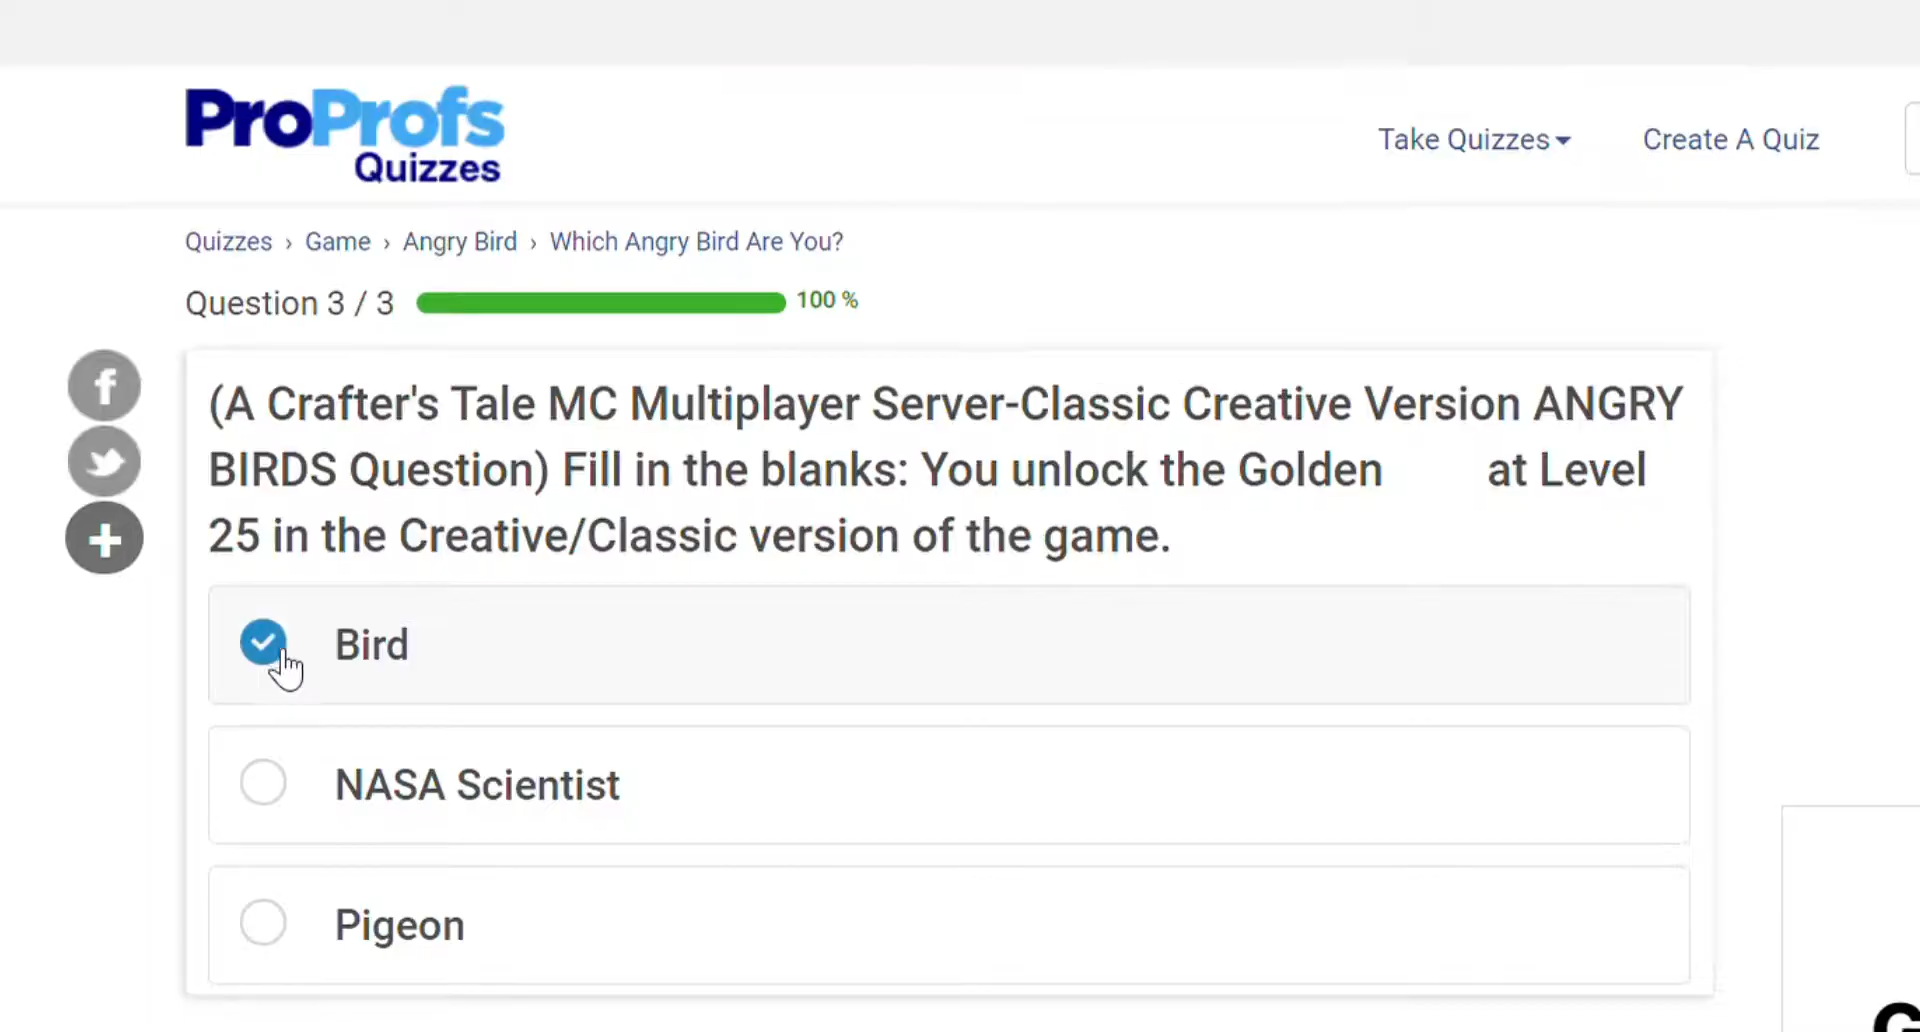 ProProfs
Quizzes
Take Quizzes
Create A Quiz
Quizzes › Game › Angry Bird › Which Angry Bird Are You?
Question 3 / 3
100 %
(A Crafter's Tale MC Multiplayer Server-Classic Creative Version ANGRY
BIRDS Question) Fill in the blanks: You unlock the Golden at Level
25 in the Creative/Classic version of the game.
Bird
NASA Scientist
Pigeon